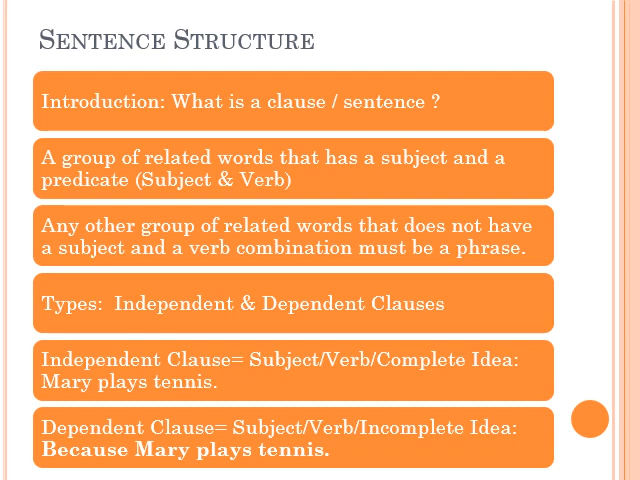 Sentence Structure
Introduction: What is a clause / sentence ?
A group of related words that has a subject and a
predicate (Subject & Verb)
Any other group of related words that does not have
a subject and a verb combination must be a phrase.
Types:  Independent & Dependent Clauses
Independent Clause= Subject/Verb/Complete Idea:
Mary plays tennis.
Dependent Clause= Subject/Verb/Incomplete Idea:
Because Mary plays tennis.